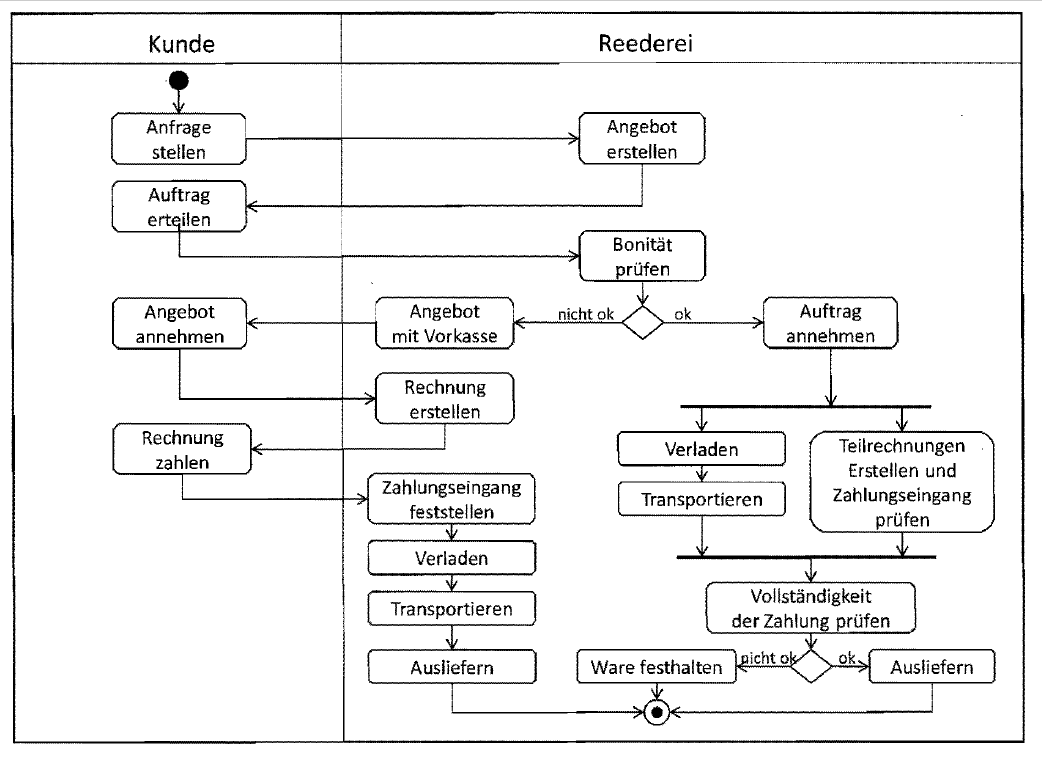 Kunde
Reederei
Anfrage
stellen
Angebot
erstellen
Auftrag
erteilen
Bonität
prüfen
nicht ok
ok
Angebot
mit Vorkasse
Auftrag
annehmen
Angebot
annehmen
Rechnung
erstellen
Rechnung
zahlen
Zahlungseingang
feststellen
Verladen
Transportieren
Ausliefern
Verladen
Transportieren
Teilrechnungen
Erstellen und
Zahlungseingang
prüfen
Vollständigkeit
der Zahlung prüfen
nicht ok
ok
Ware festhalten
Ausliefern